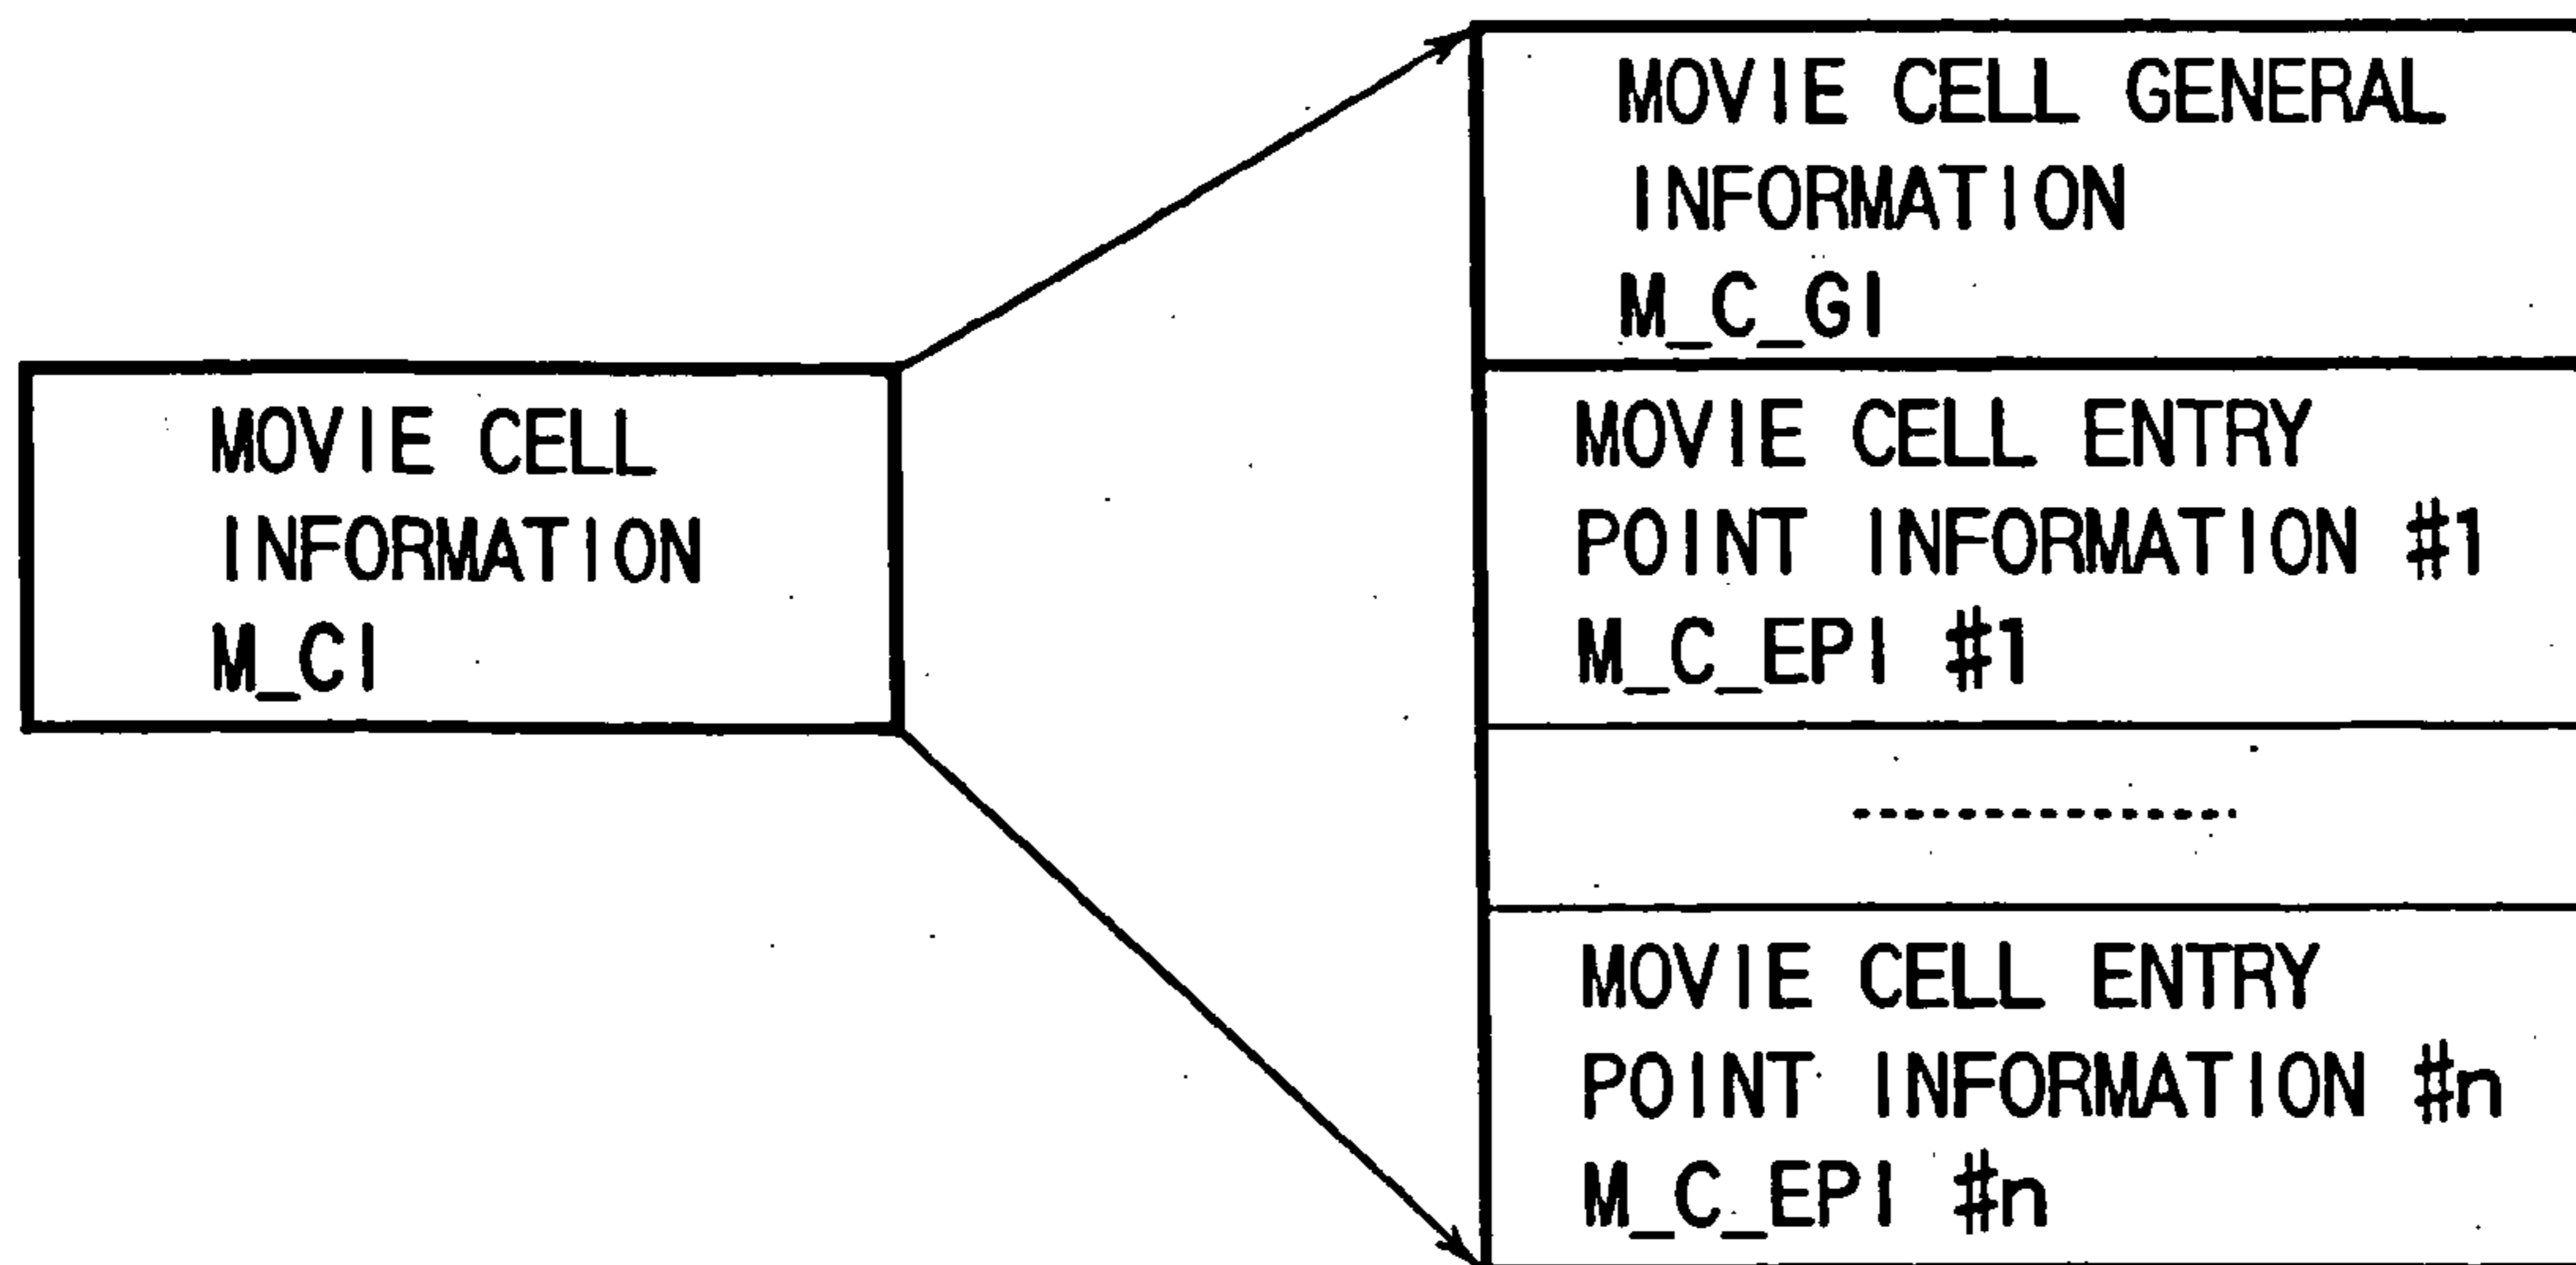 MOVIE CELL
INFORMATION
M_CI
MOVIE CELL GENERAL
INFORMATION
M_C_GI
MOVIE CELL ENTRY
POINT INFORMATION #1
M_C_EPI #1
MOVIE CELL ENTRY
POINT INFORMATION #n
M_C_EPI #n